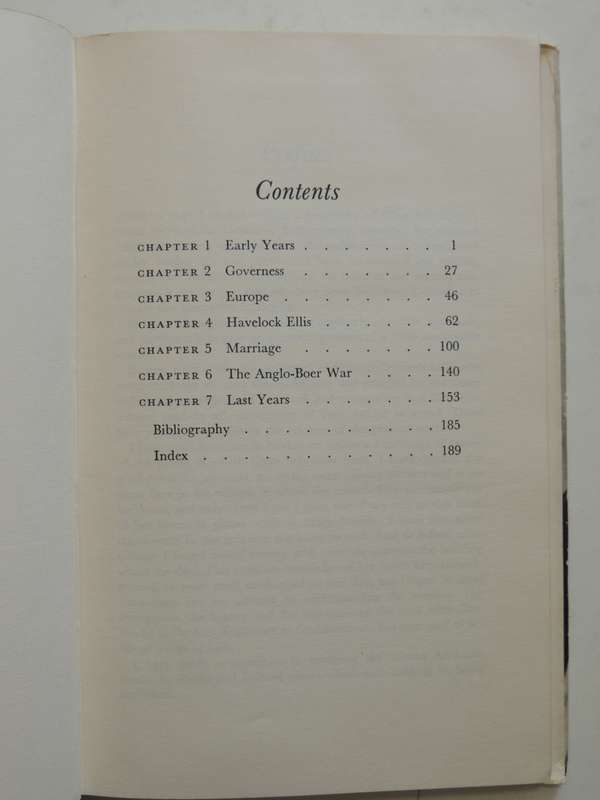 Contents
CHAPTER 1 Early Years . . . . . . . 1
CHAPTER 2 Governess . . . . . . . 27
CHAPTER 3 Europe . . . . . . . . 46
CHAPTER 4 Havelock Ellis . . . . . . 62
CHAPTER 5 Marriage . . . . . . . 100
CHAPTER 6 The Anglo-Boer War . . . . 140
CHAPTER 7 Last Years . . . . . . . 153
Bibliography . . . . . . . . . . 185
Index . . . . . . . . . . . . 189